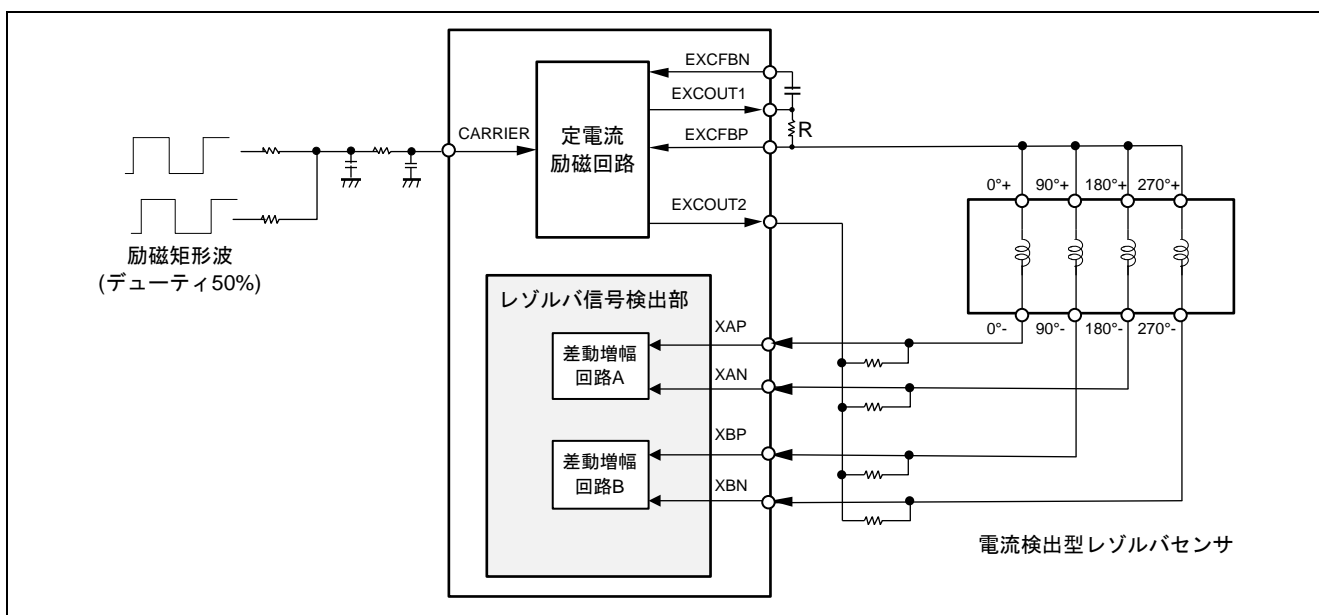 EXCFBN
EXCOUT1
R
CARRIER
定電流
励磁回路
EXCFBP
0°+ 90°+ 180°+ 270°+
EXCOUT2
励磁矩形波
(デューティ50%)
レゾルバ信号検出部
XAP
差動増幅
回路A
XAN
0°- 90°- 180°- 270°-
XBP
差動増幅
回路B
XBN
電流検出型レゾルバセンサ